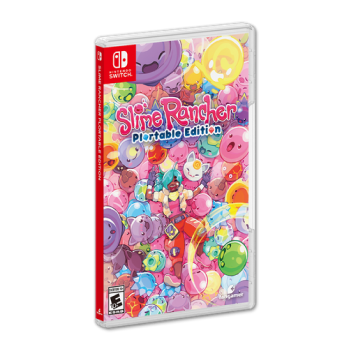 NINTENDO
SWITCH
Slime Rancher
Plortable Edition
SLIME RANCHER PLORTABLE EDITION
E